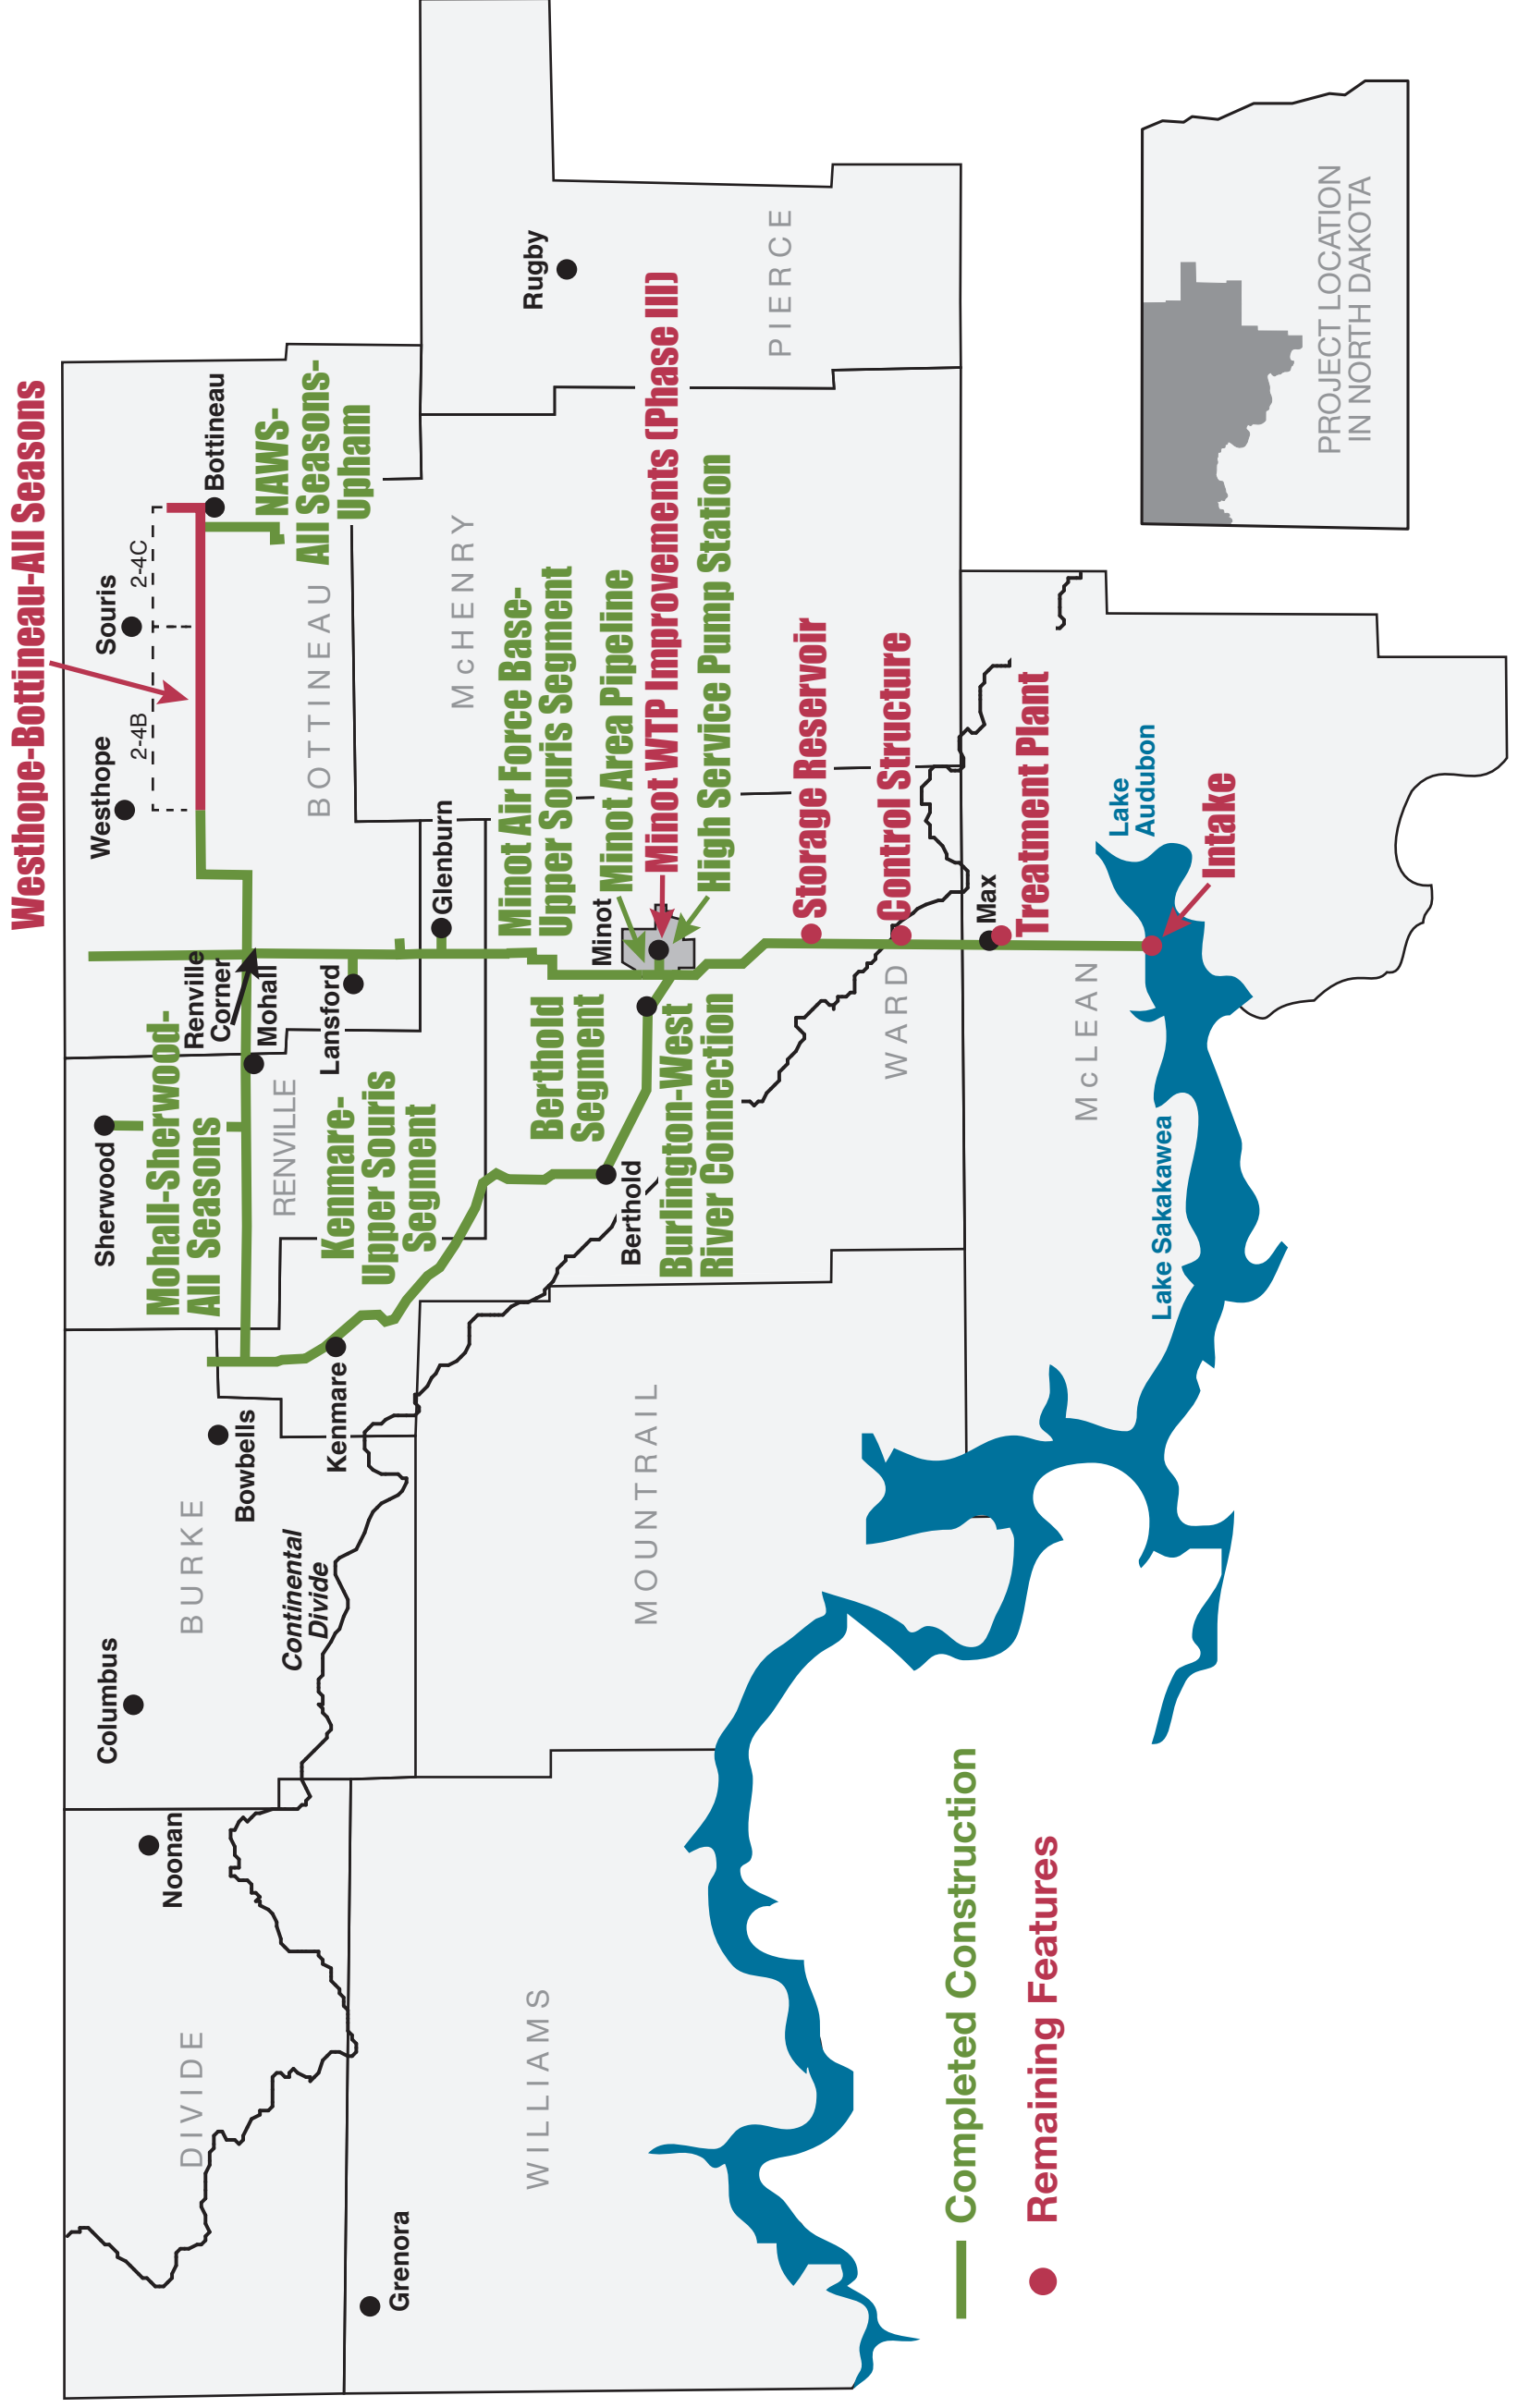 Westhope-Bottineau-All Seasons
Westhope
Souris
2-4B
2-4C
Bottineau
NAWS-
All Seasons-
Upham
BOTTINEAU
Sherwood
Mohall-Sherwood-
All Seasons
Renville
Corner
Mohall
RENVILLE
Lansford
Glenburn
McHENRY
Rugby
PIERCE
Kenmare-
Upper Souris
Segment
Minot Air Force Base-
Upper Souris Segment
Minot Area Pipeline
Minot WTP Improvements (Phase III)
High Service Pump Station
Minot
Berthold
Segment
Berthold
Burlington-West
River Connection
Storage Reservoir
Control Structure
WARD
Max
Treatment Plant
McLEAN
Lake
Audubon
Intake
Lake Sakakawea
Columbus
BURKE
Bowbells
Kenmare
Continental
Divide
MOUNTRAIL
Noonan
DIVIDE
Grenora
WILLIAMS
Completed Construction
Remaining Features
PROJECT LOCATION
IN NORTH DAKOTA